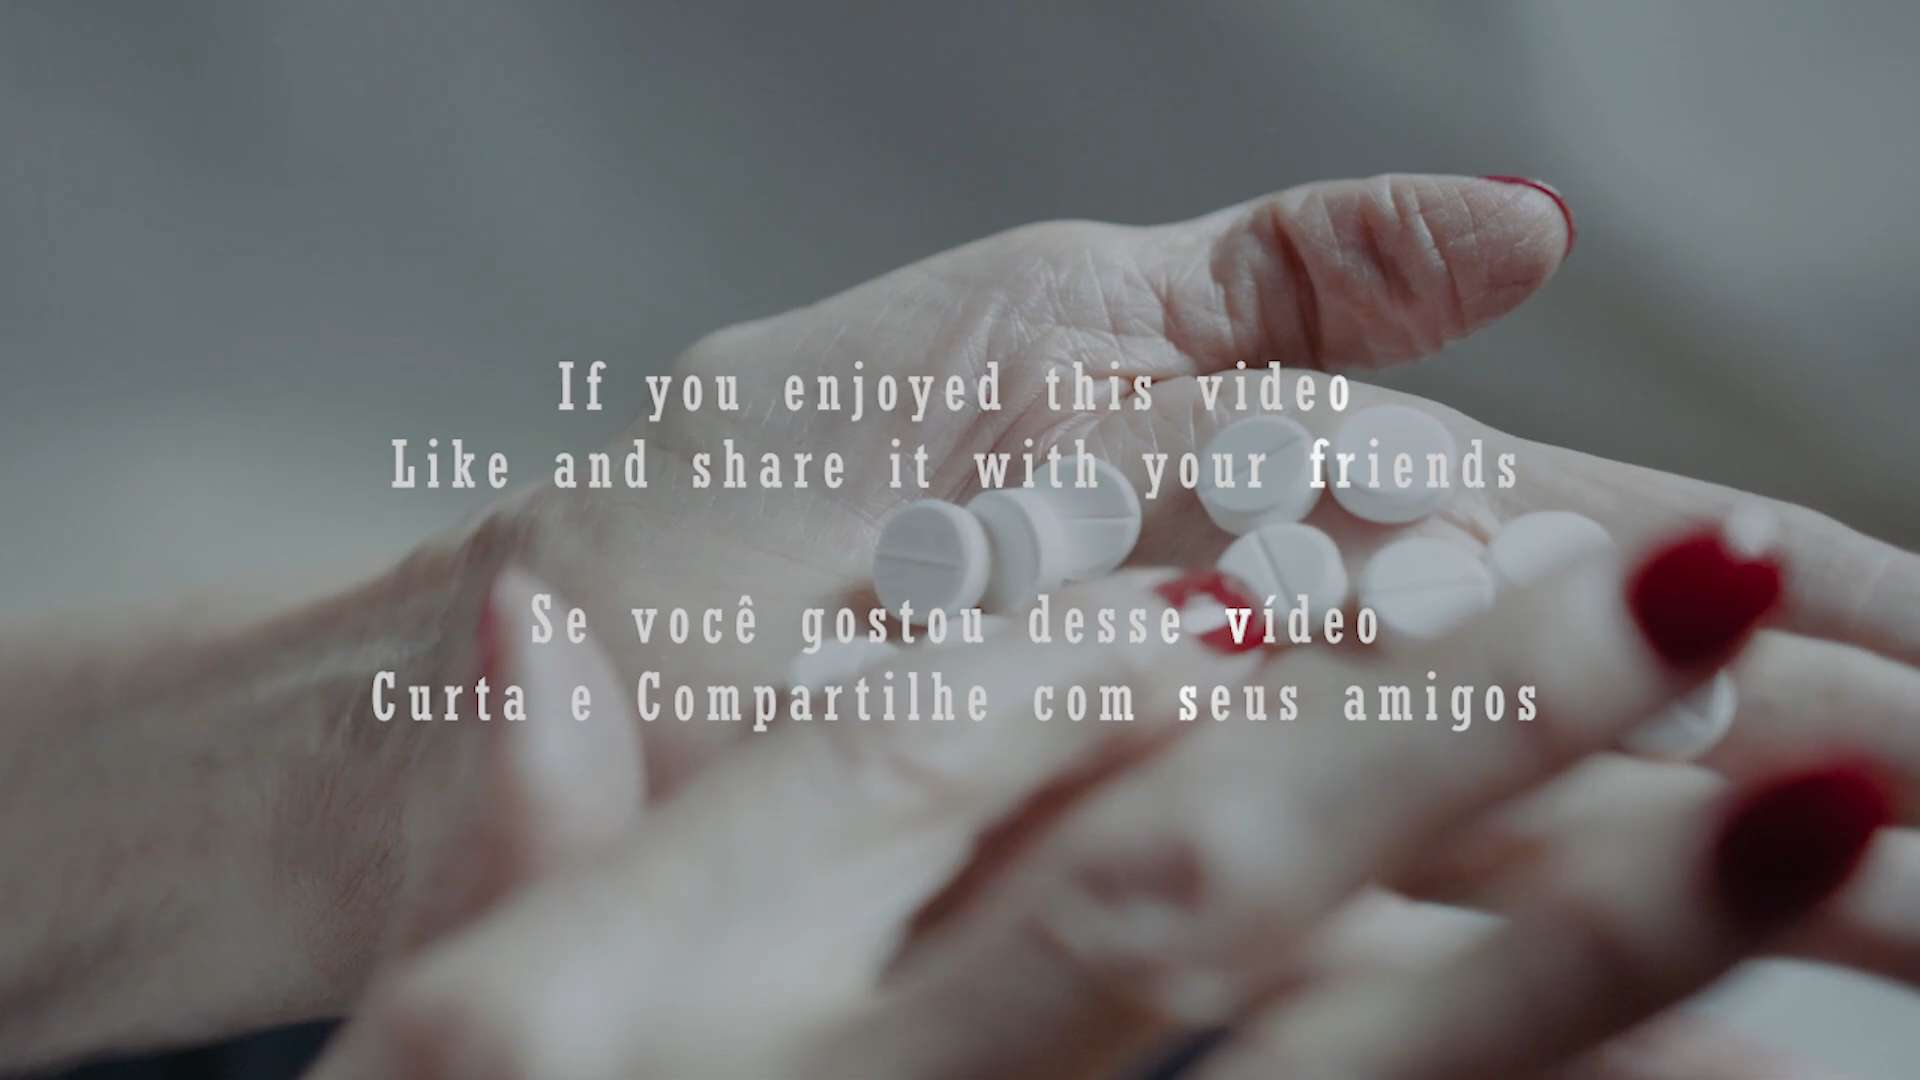 If you enjoyed this video
Like and share it with your friends
Se você gostou desse vídeo
Curta e Compartilhe com seus amigos